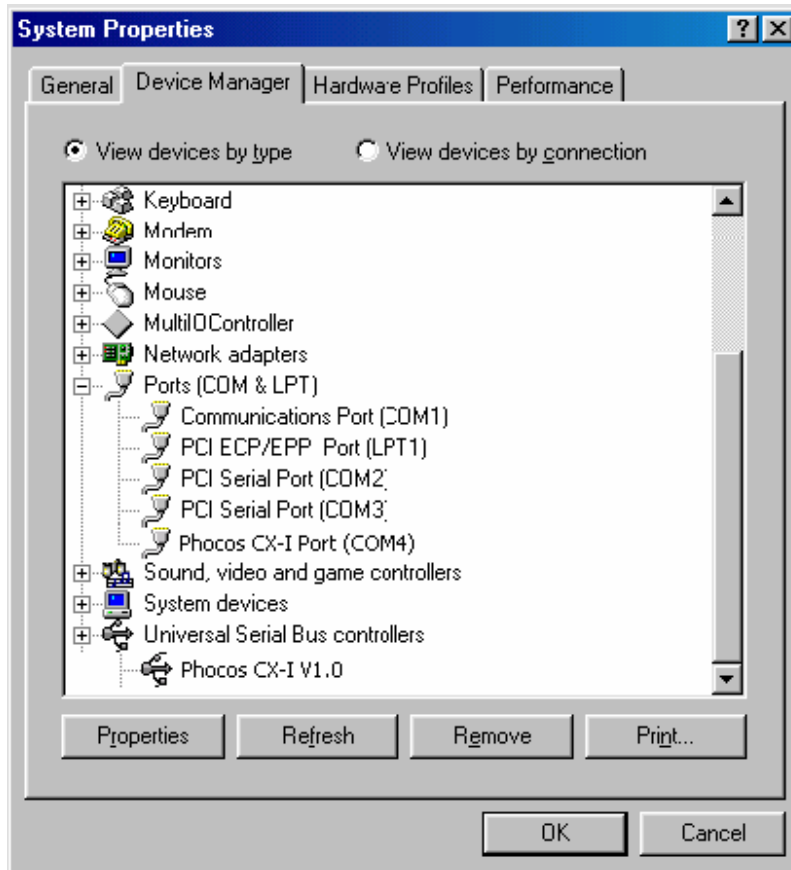 System Properties
General
Device Manager
Hardware Profiles
Performance
View devices by type
View devices by connection
Keyboard
Modem
Monitors
Mouse
MultiIOController
Network adapters
Ports (COM & LPT)
Communications Port (COM1)
PCI ECP/EPP Port (LPT1)
PCI Serial Port (COM2)
PCI Serial Port (COM3)
Phocos CX-I Port (COM4)
Sound, video and game controllers
System devices
Universal Serial Bus controllers
Phocos CX-I V1.0
Properties
Refresh
Remove
Print...
OK
Cancel